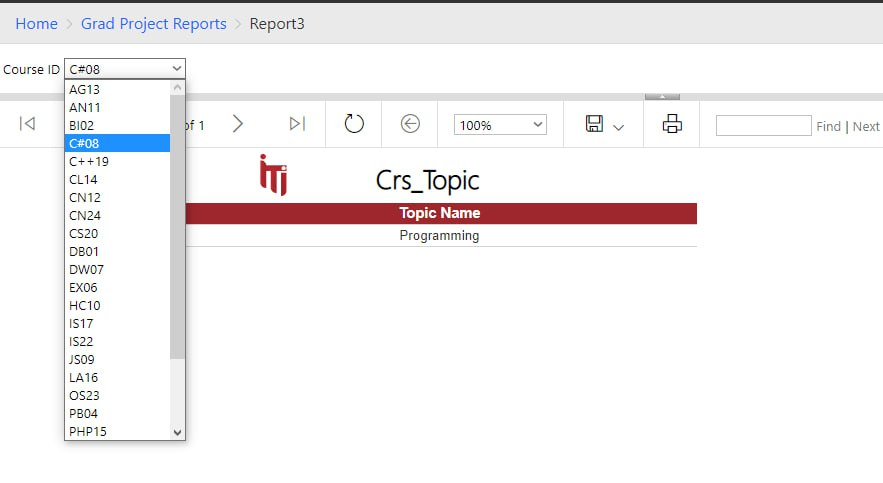 Home > Grad Project Reports > Report3
Course ID C#08
AG13
AN11
BI02
C#08
C++19
CL14
CN12
CN24
CS20
DB01
DW07
EX06
HC10
IS17
IS22
JS09
LA16
OS23
PB04
PHP15
of 1
100%
Find | Next
iTi
Crs_Topic
Topic Name
Programming